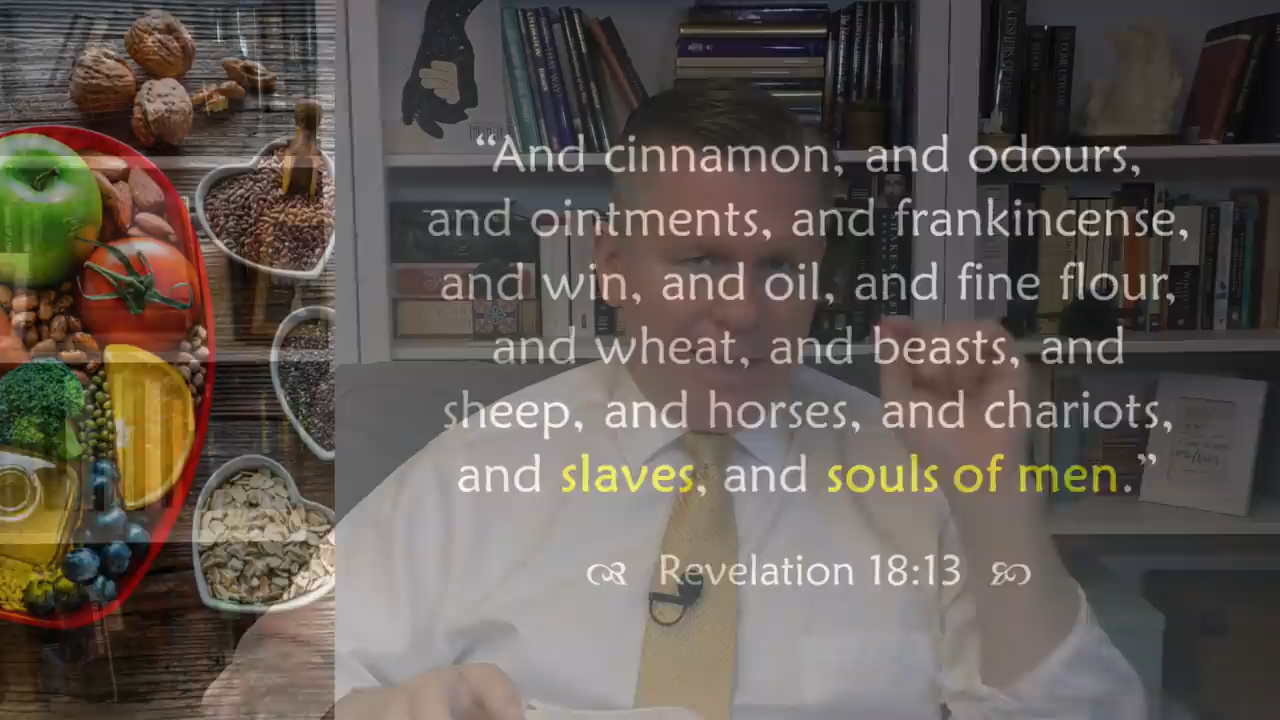 “And cinnamon, and odours,
and ointments, and frankincense,
and win, and oil, and fine flour,
and wheat, and beasts, and
sheep, and horses, and chariots,
and slaves, and souls of men.”
Revelation 18:13